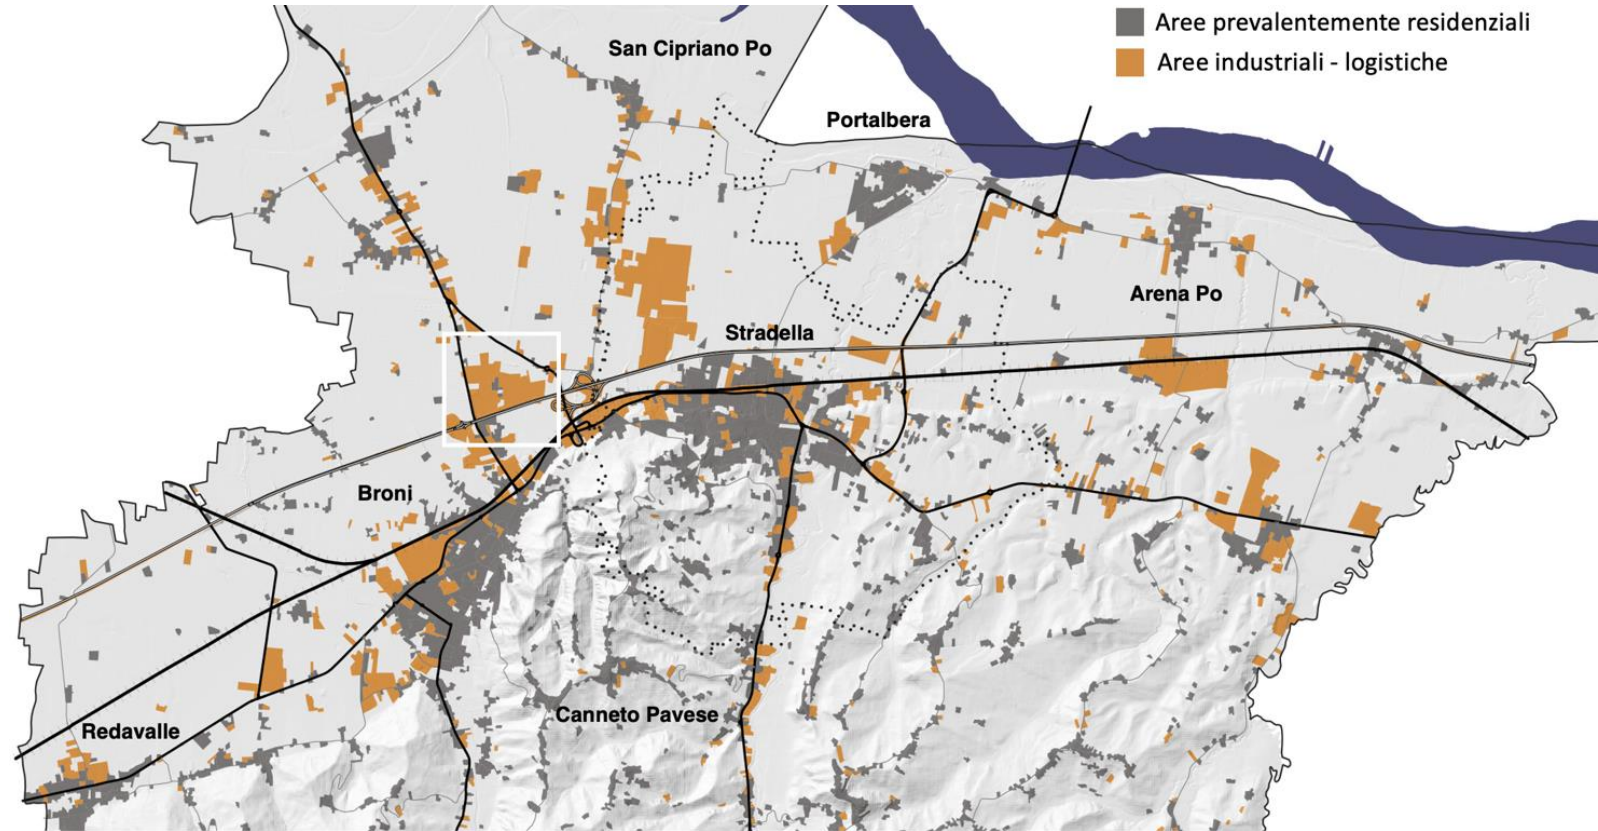 Aree prevalentemente residenziali
Aree industriali - logistiche
San Cipriano Po
Portalbera
Arena Po
Stradella
Broni
Canneto Pavese
Redavalle